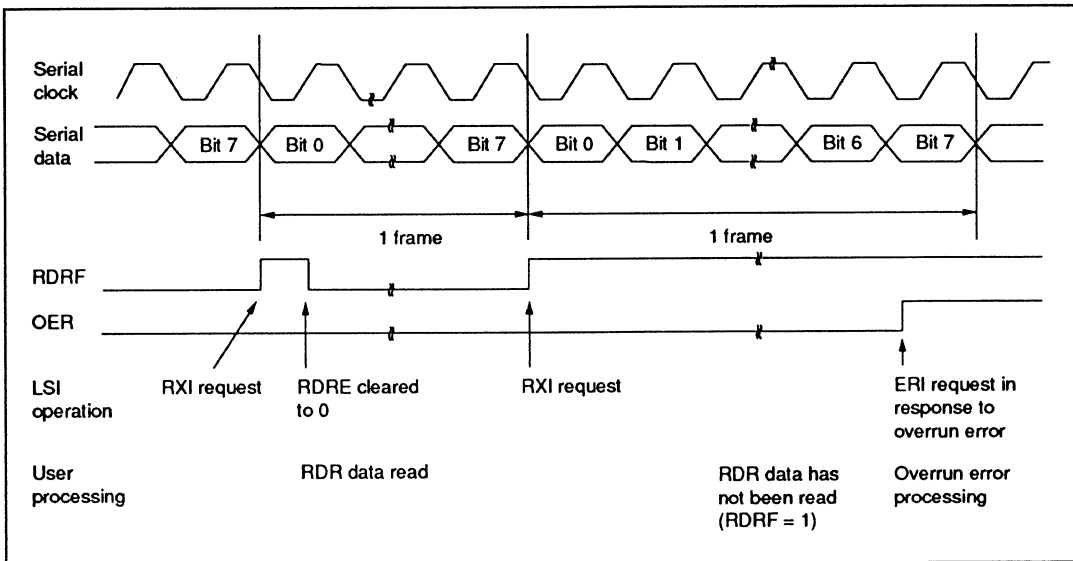 Serial
clock
Serial
data
Bit 7
Bit 0
Bit 7
Bit 0
Bit 1
Bit 6
Bit 7
1 frame
1 frame
RDRF
OER
LSI
operation
RXI request
RDRE cleared
to 0
RXI request
ERI request in
response to
overrun error
User
processing
RDR data read
RDR data has
not been read
(RDRF = 1)
Overrun error
processing